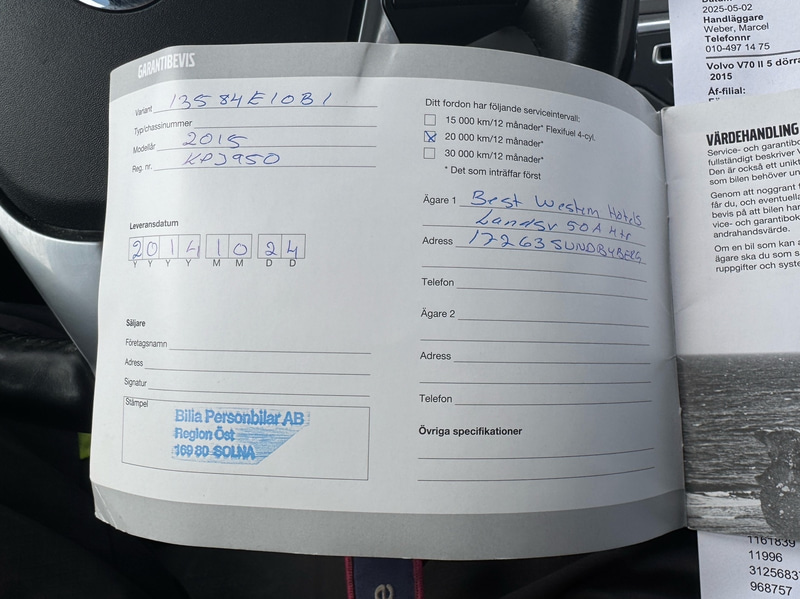 GARANTIBEVIS
Variant 13584E10B1
Typ/chassinummer
Modellår 2015
Reg. nr. KPJ950
Leveransdatum
2014 10 24
Y Y Y Y M M D D
Säljare
Företagsnamn
Adress
Signatur
Stämpel
Bilia Personbilar AB
Region Öst
169 80 SOLNA
Ditt fordon har följande serviceintervall:
15 000 km/12 månader* Flexifuel 4-cyl.
20 000 km/12 månader*
30 000 km/12 månader*
* Det som inträffar först
Ägare 1 Best Western Hotels
Landsv 50A 4tr
Adress 17263 SUNDBYBERG
Telefon
Ägare 2
Adress
Telefon
Övriga specifikationer
2025-05-02
Handläggare
Weber, Marcel
Telefonnr
010-497 14 75
Volvo V70 II 5 dörra
2015
Åf-filial:
VÄRDEHANDLING
Service- och garantibo
fullständigt beskriver V
Den är också ett unikt
som bilen behöver un
Genom att noggrant f
får du, och eventuella
bevis på att bilen har
vice- och garantibok
andrahandsvärde.
Om en bil som kan a
ägare ska du som s
ruppgifter och syste
1161839
11996
3125683
968757